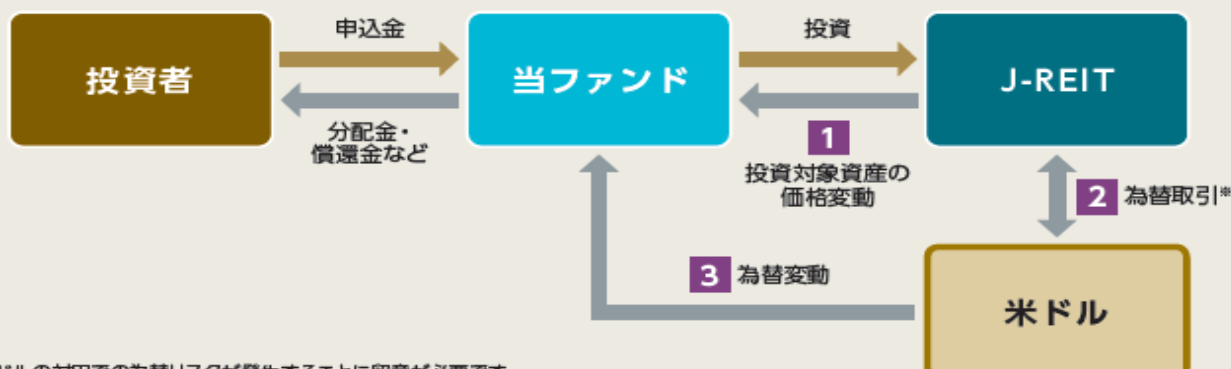 申込金
投資
投資者
当ファンド
J-REIT
分配金・
償還金など
1
投資対象資産の
価格変動
2 為替取引※
3 為替変動
米ドル